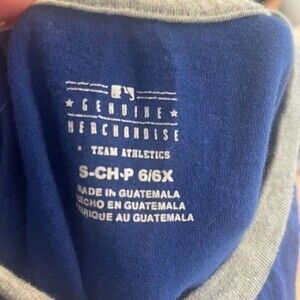 GENUINE
MERCHANDISE
TEAM ATHLETICS
S-CH-P 6/6X
MADE IN GUATEMALA
HECHO EN GUATEMALA
FABRIQUE AU GUATEMALA